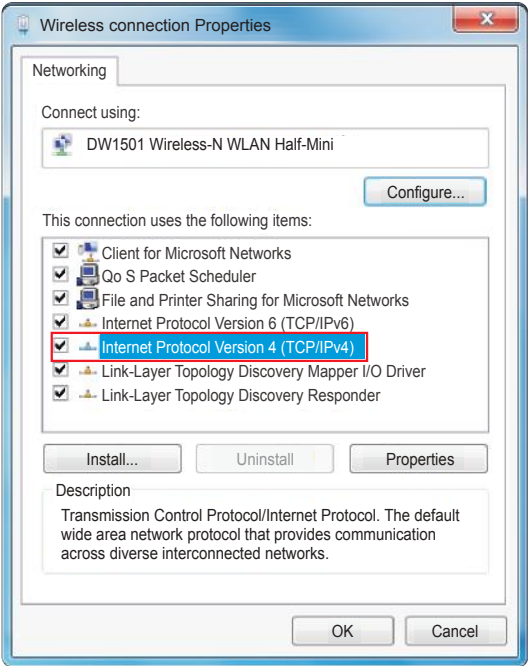 Wireless connection Properties
X
Networking
Connect using:
DW1501 Wireless-N WLAN Half-Mini
Configure...
This connection uses the following items:
Client for Microsoft Networks
Qo S Packet Scheduler
File and Printer Sharing for Microsoft Networks
Internet Protocol Version 6 (TCP/IPv6)
Internet Protocol Version 4 (TCP/IPv4)
Link-Layer Topology Discovery Mapper I/O Driver
Link-Layer Topology Discovery Responder
Install... Uninstall Properties
Description
Transmission Control Protocol/Internet Protocol. The default
wide area network protocol that provides communication
across diverse interconnected networks.
OK Cancel